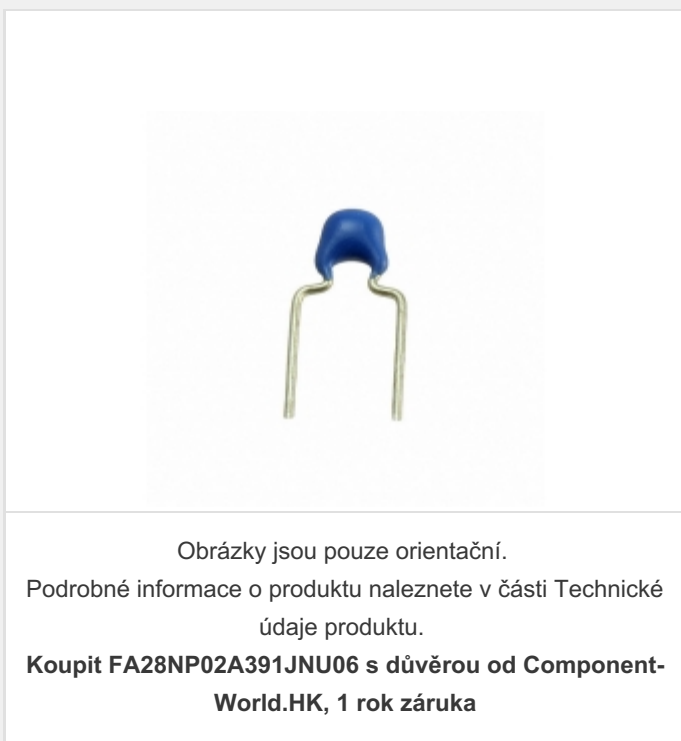 Obrázky jsou pouze orientační.
Podrobné informace o produktu naleznete v části Technické
údaje produktu.
Koupit FA28NP02A391JNU06 s důvěrou od Component-
World.HK, 1 rok záruka